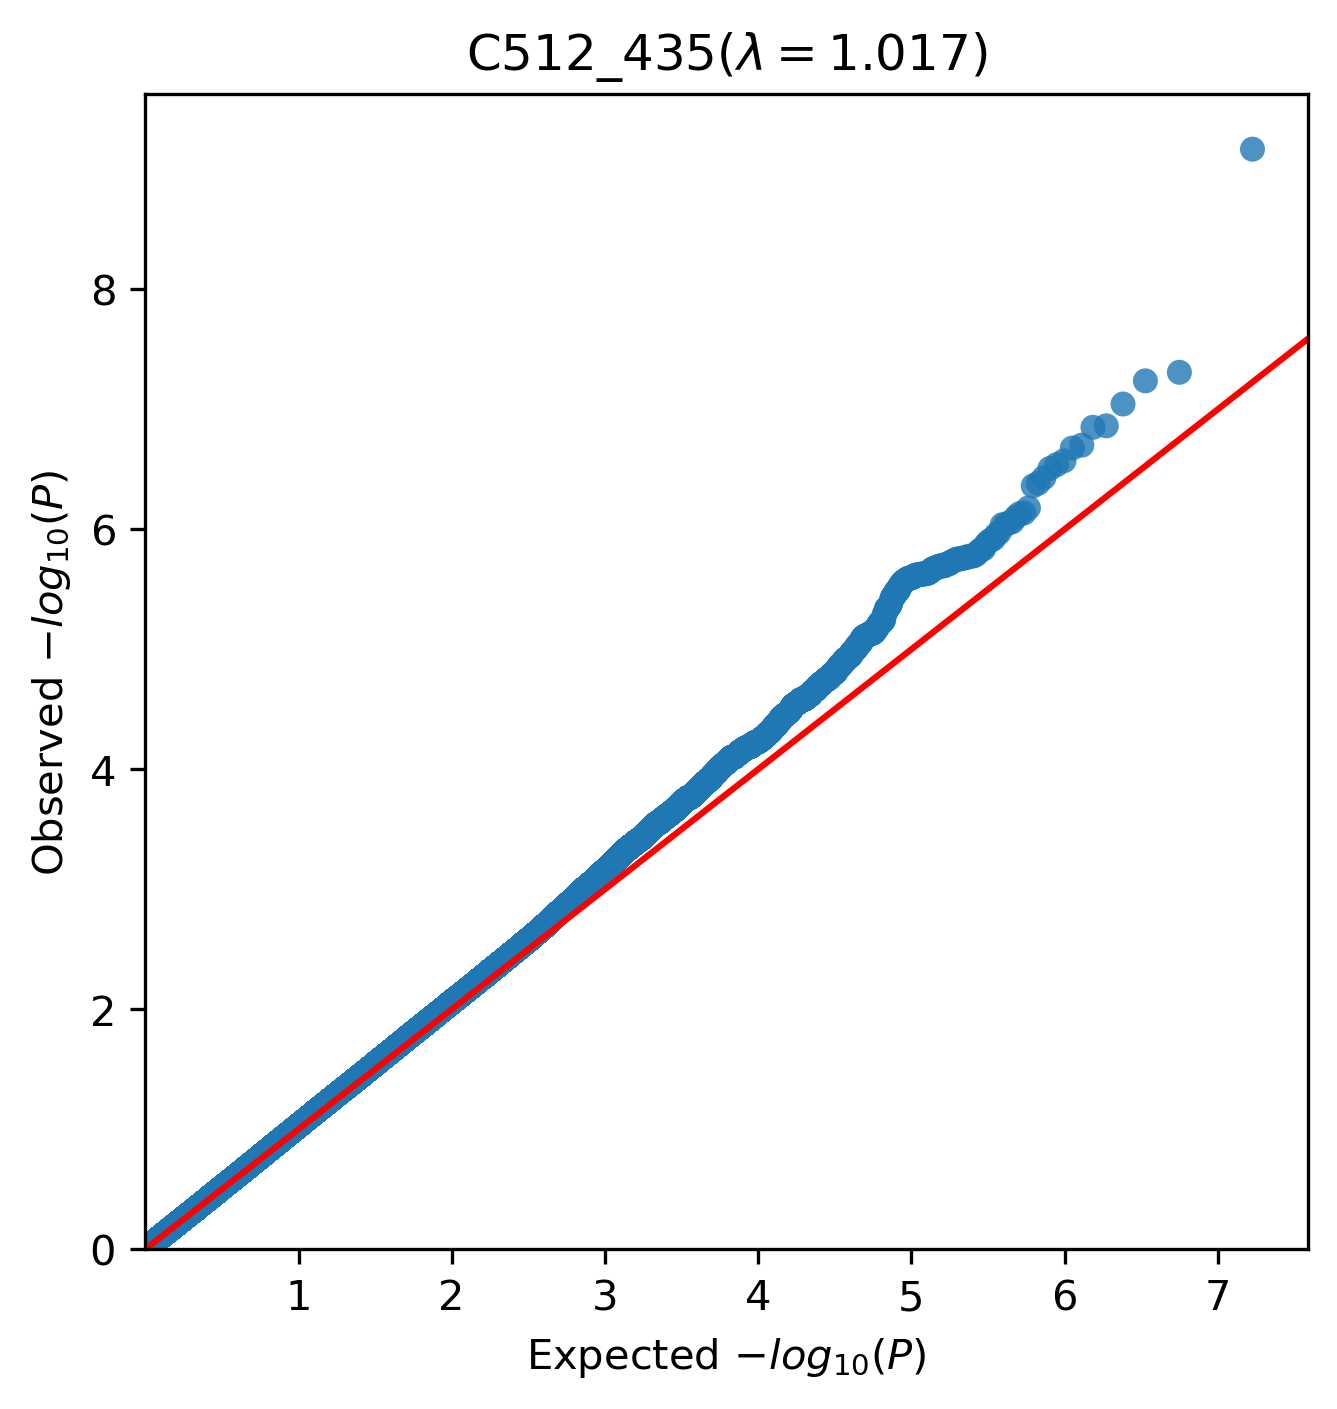 C512_435(λ = 1.017)
Observed −log₁₀(P)
8
6
4
2
0
1 2 3 4 5 6 7
Expected −log₁₀(P)